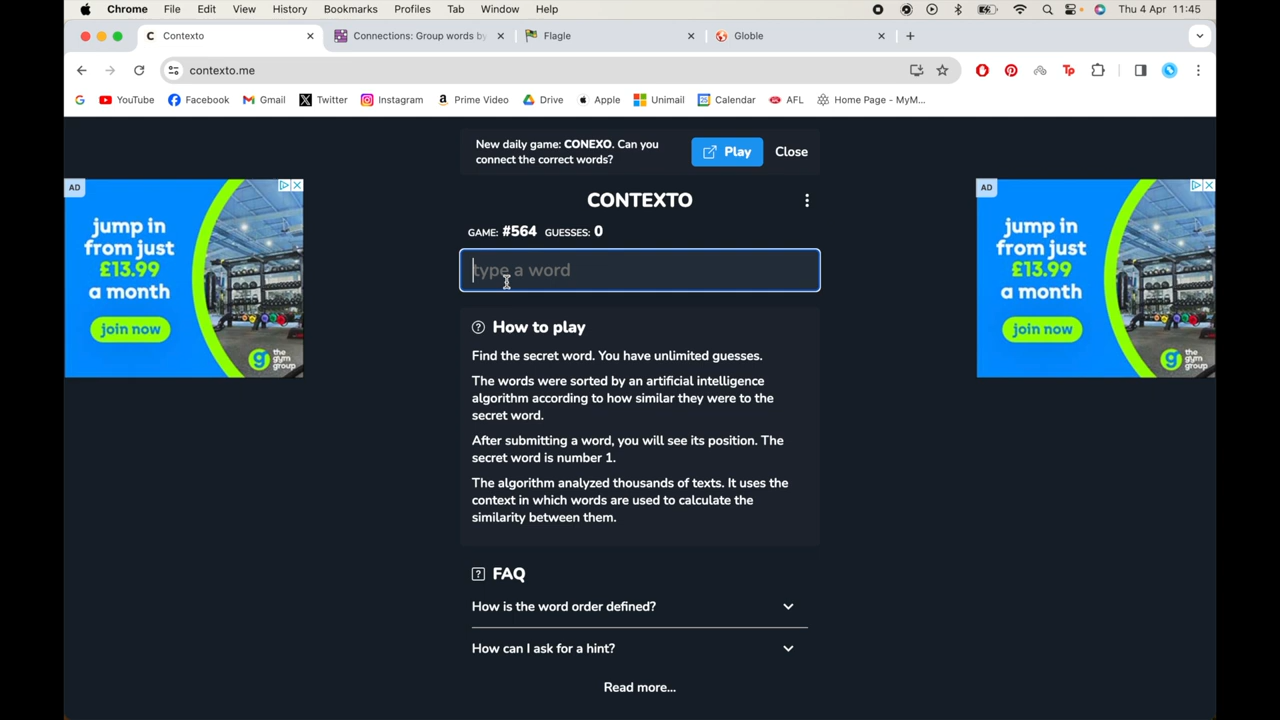 Chrome File Edit View History Bookmarks Profiles Tab Window Help Thu 4 Apr 11:45
C Contexto Connections: Group words by Flagle Globle
contexto.me
G YouTube Facebook Gmail Twitter Instagram Prime Video Drive Apple Unimail Calendar AFL Home Page - MyM...
New daily game: CONEXO. Can you
connect the correct words?
Play
Close
AD
jump in
from just
£13.99
a month
join now
the
gym
group
AD
jump in
from just
£13.99
a month
join now
the
gym
group
CONTEXTO
GAME: #564 GUESSES: 0
type a word
How to play
Find the secret word. You have unlimited guesses.
The words were sorted by an artificial intelligence
algorithm according to how similar they were to the
secret word.
After submitting a word, you will see its position. The
secret word is number 1.
The algorithm analyzed thousands of texts. It uses the
context in which words are used to calculate the
similarity between them.
FAQ
How is the word order defined?
How can I ask for a hint?
Read more...